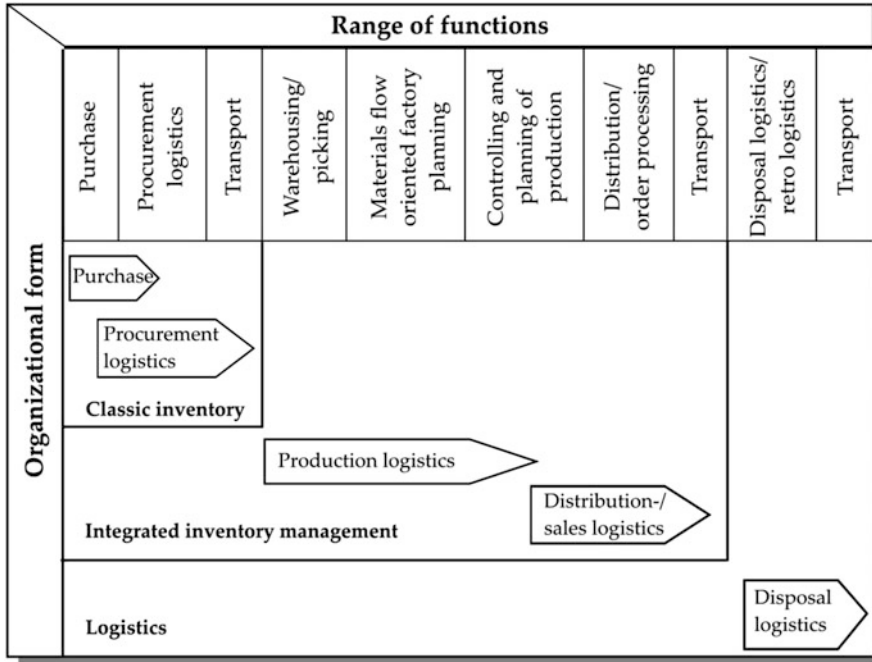 Range of functions
Organizational form
Purchase
Procurement
logistics
Transport
Warehousing/
picking
Materials flow
oriented factory
planning
Controlling and
planning of
production
Distribution/
order processing
Transport
Disposal logistics/
retro logistics
Transport
Purchase
Procurement
logistics
Classic inventory
Production logistics
Distribution-/
sales logistics
Integrated inventory management
Disposal
logistics
Logistics